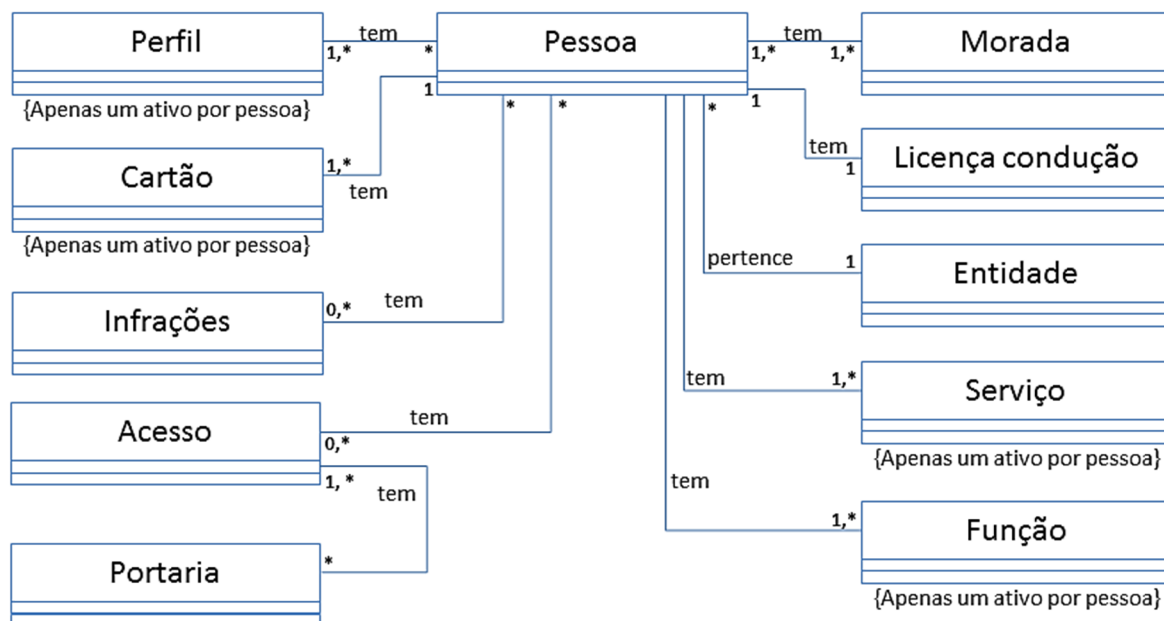 Perfil
1,*
tem
*
Pessoa
1,*
tem
1,*
Morada
{Apenas um ativo por pessoa}
1
*
*
*
1
tem
1
Licença condução
Cartão
1,*
tem
{Apenas um ativo por pessoa}
pertence
1
Entidade
Infrações
0,*
tem
tem
1,*
Serviço
{Apenas um ativo por pessoa}
Acesso
tem
0,*
1, *
tem
tem
1,*
Função
{Apenas um ativo por pessoa}
Portaria
*